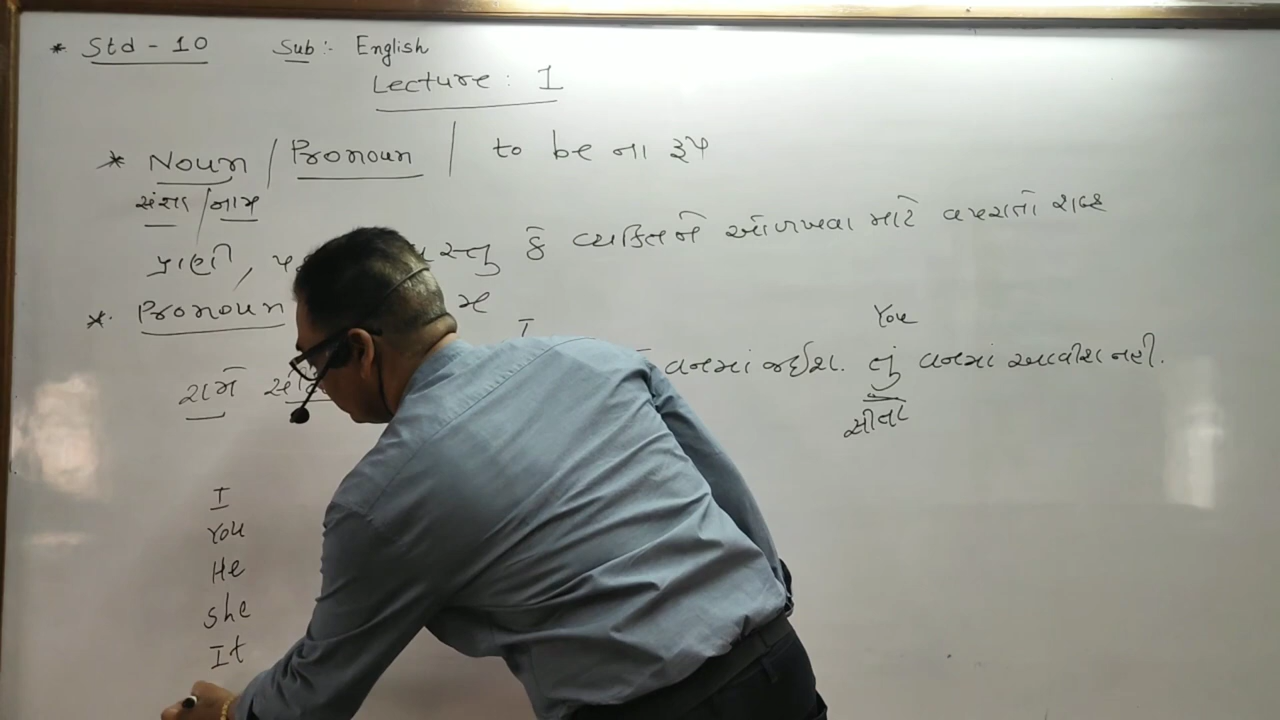 * Std - 10 Sub :- English
Lecture : 1
* Noun / Pronoun | to be ના રૂપ
સંજ્ઞા / નામ
પ્રાણી, કે વ્યક્તિને ઓળખવા માટે વપરાતો શબ્દ
* Pronoun
I You
રામે વનમાં જઈશ. તું વનમાં આવીશ નહી.
સીતા
I
You
He
She
It